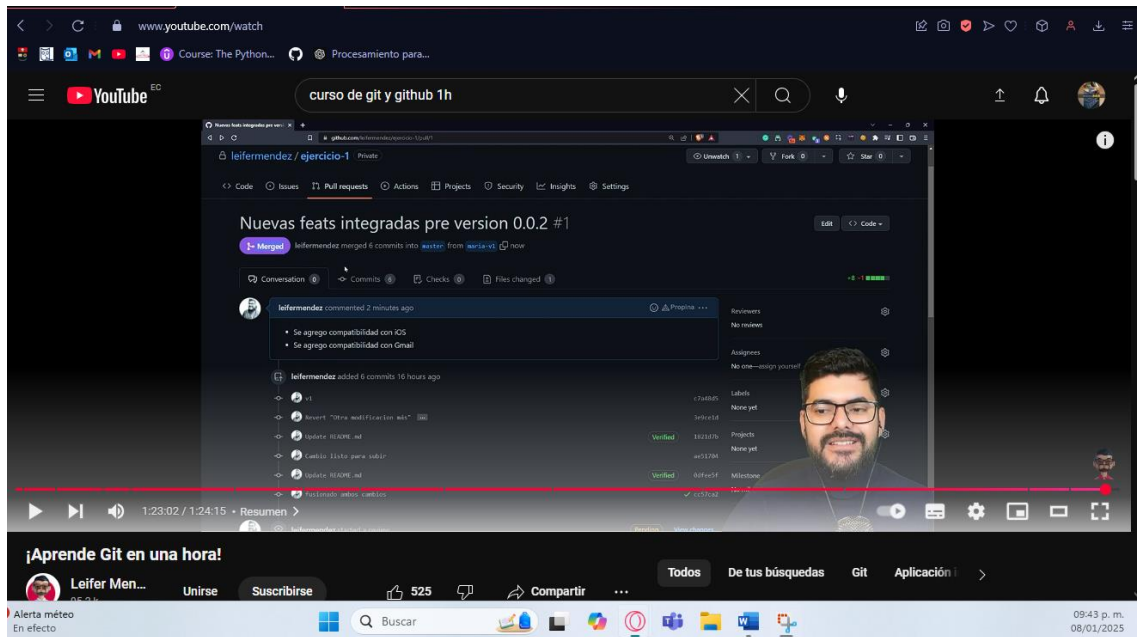 www.youtube.com/watch
Course: The Python...
Procesamiento para...
YouTube EC
curso de git y github 1h
leifermendez / ejercicio-1 Private
Unwatch 1
Fork 0
Star 0
Code
Issues
Pull requests
Actions
Projects
Security
Insights
Settings
Nuevas feats integradas pre version 0.0.2 #1
Edit
Code
Merged
leifermendez merged 6 commits into master from maria-v1 now
Conversation 0
Commits 6
Checks 0
Files changed 1
leifermendez commented 2 minutes ago
Propina ...
Se agrego compatibilidad con iOS
Se agrego compatibilidad con Gmail
Reviewers
No reviews
Assignees
No one—assign yourself
leifermendez added 6 commits 16 hours ago
v1
Labels
None yet
Revert "Otra modificacion más"
Update README.md
Verified
Projects
None yet
Cambio listo para subir
Update README.md
Verified
Milestone
Fusionado ambos cambios
1:23:02 / 1:24:15 • Resumen >
¡Aprende Git en una hora!
Leifer Men...
Unirse
Suscribirse
525
Compartir
...
Todos
De tus búsquedas
Git
Aplicación
Alerta méteo
En efecto
Buscar
09:43 p. m.
08/01/2025